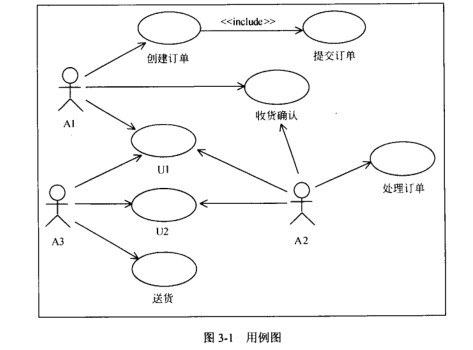 <<include>>
创建订单
提交订单
A1
收货确认
U1
处理订单
A3
U2
A2
送货
图 3-1 用例图